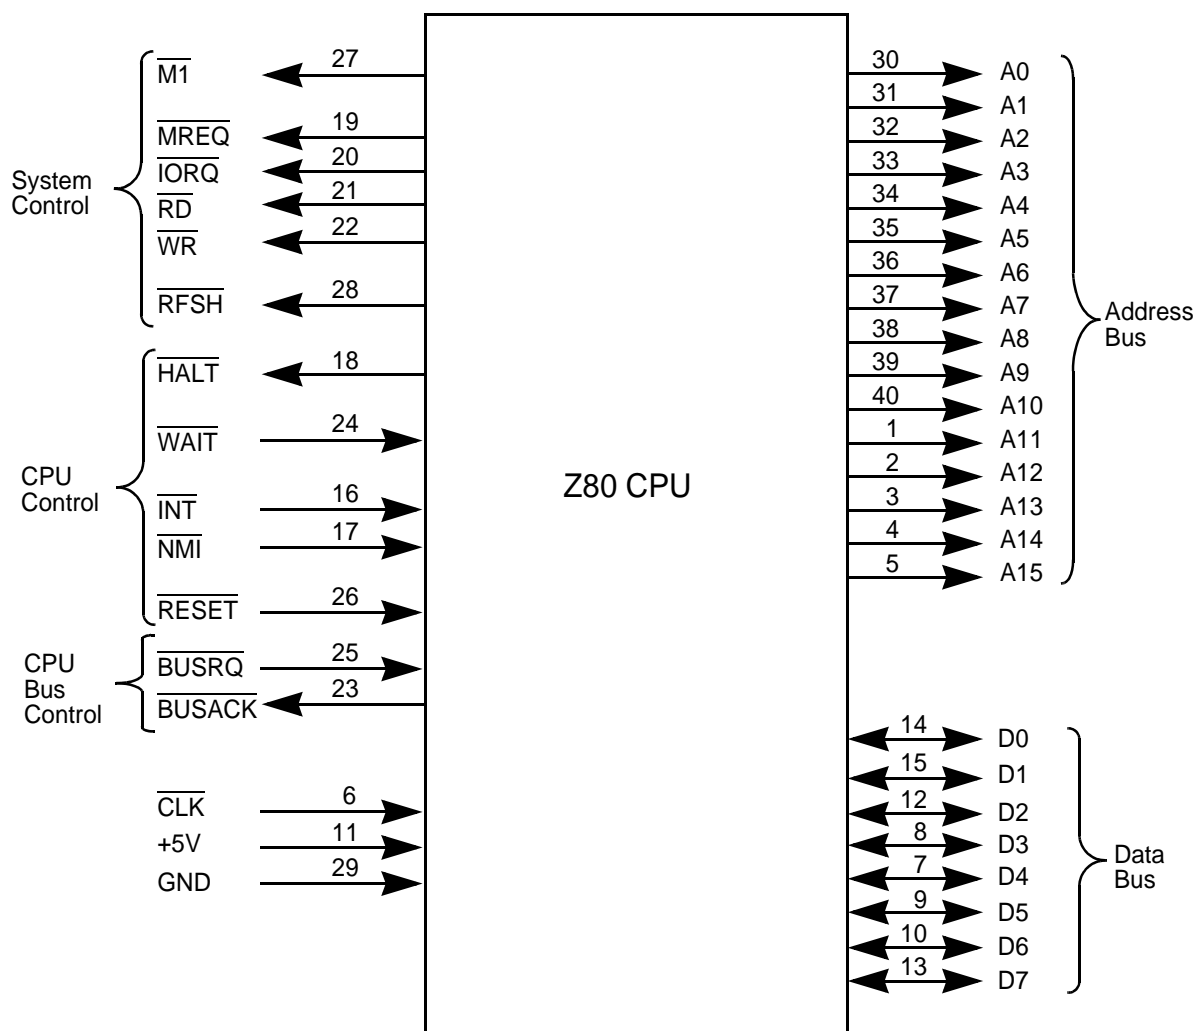 System
Control
M1 27
MREQ 19
IORQ 20
RD 21
WR 22
RFSH 28
CPU
Control
HALT 18
WAIT 24
INT 16
NMI 17
RESET 26
CPU
Bus
Control
BUSRQ 25
BUSACK 23
CLK 6
+5V 11
GND 29
Z80 CPU
30 A0
31 A1
32 A2
33 A3
34 A4
35 A5
36 A6
37 A7
38 A8
39 A9
40 A10
1 A11
2 A12
3 A13
4 A14
5 A15
Address
Bus
14 D0
15 D1
12 D2
8 D3
7 D4
9 D5
10 D6
13 D7
Data
Bus